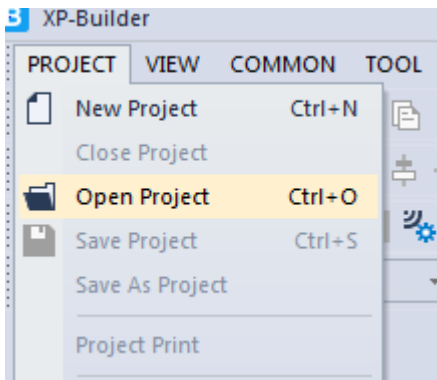 XP-Builder
PROJECT VIEW COMMON TOOL
New Project Ctrl+N
Close Project
Open Project Ctrl+O
Save Project Ctrl+S
Save As Project
Project Print